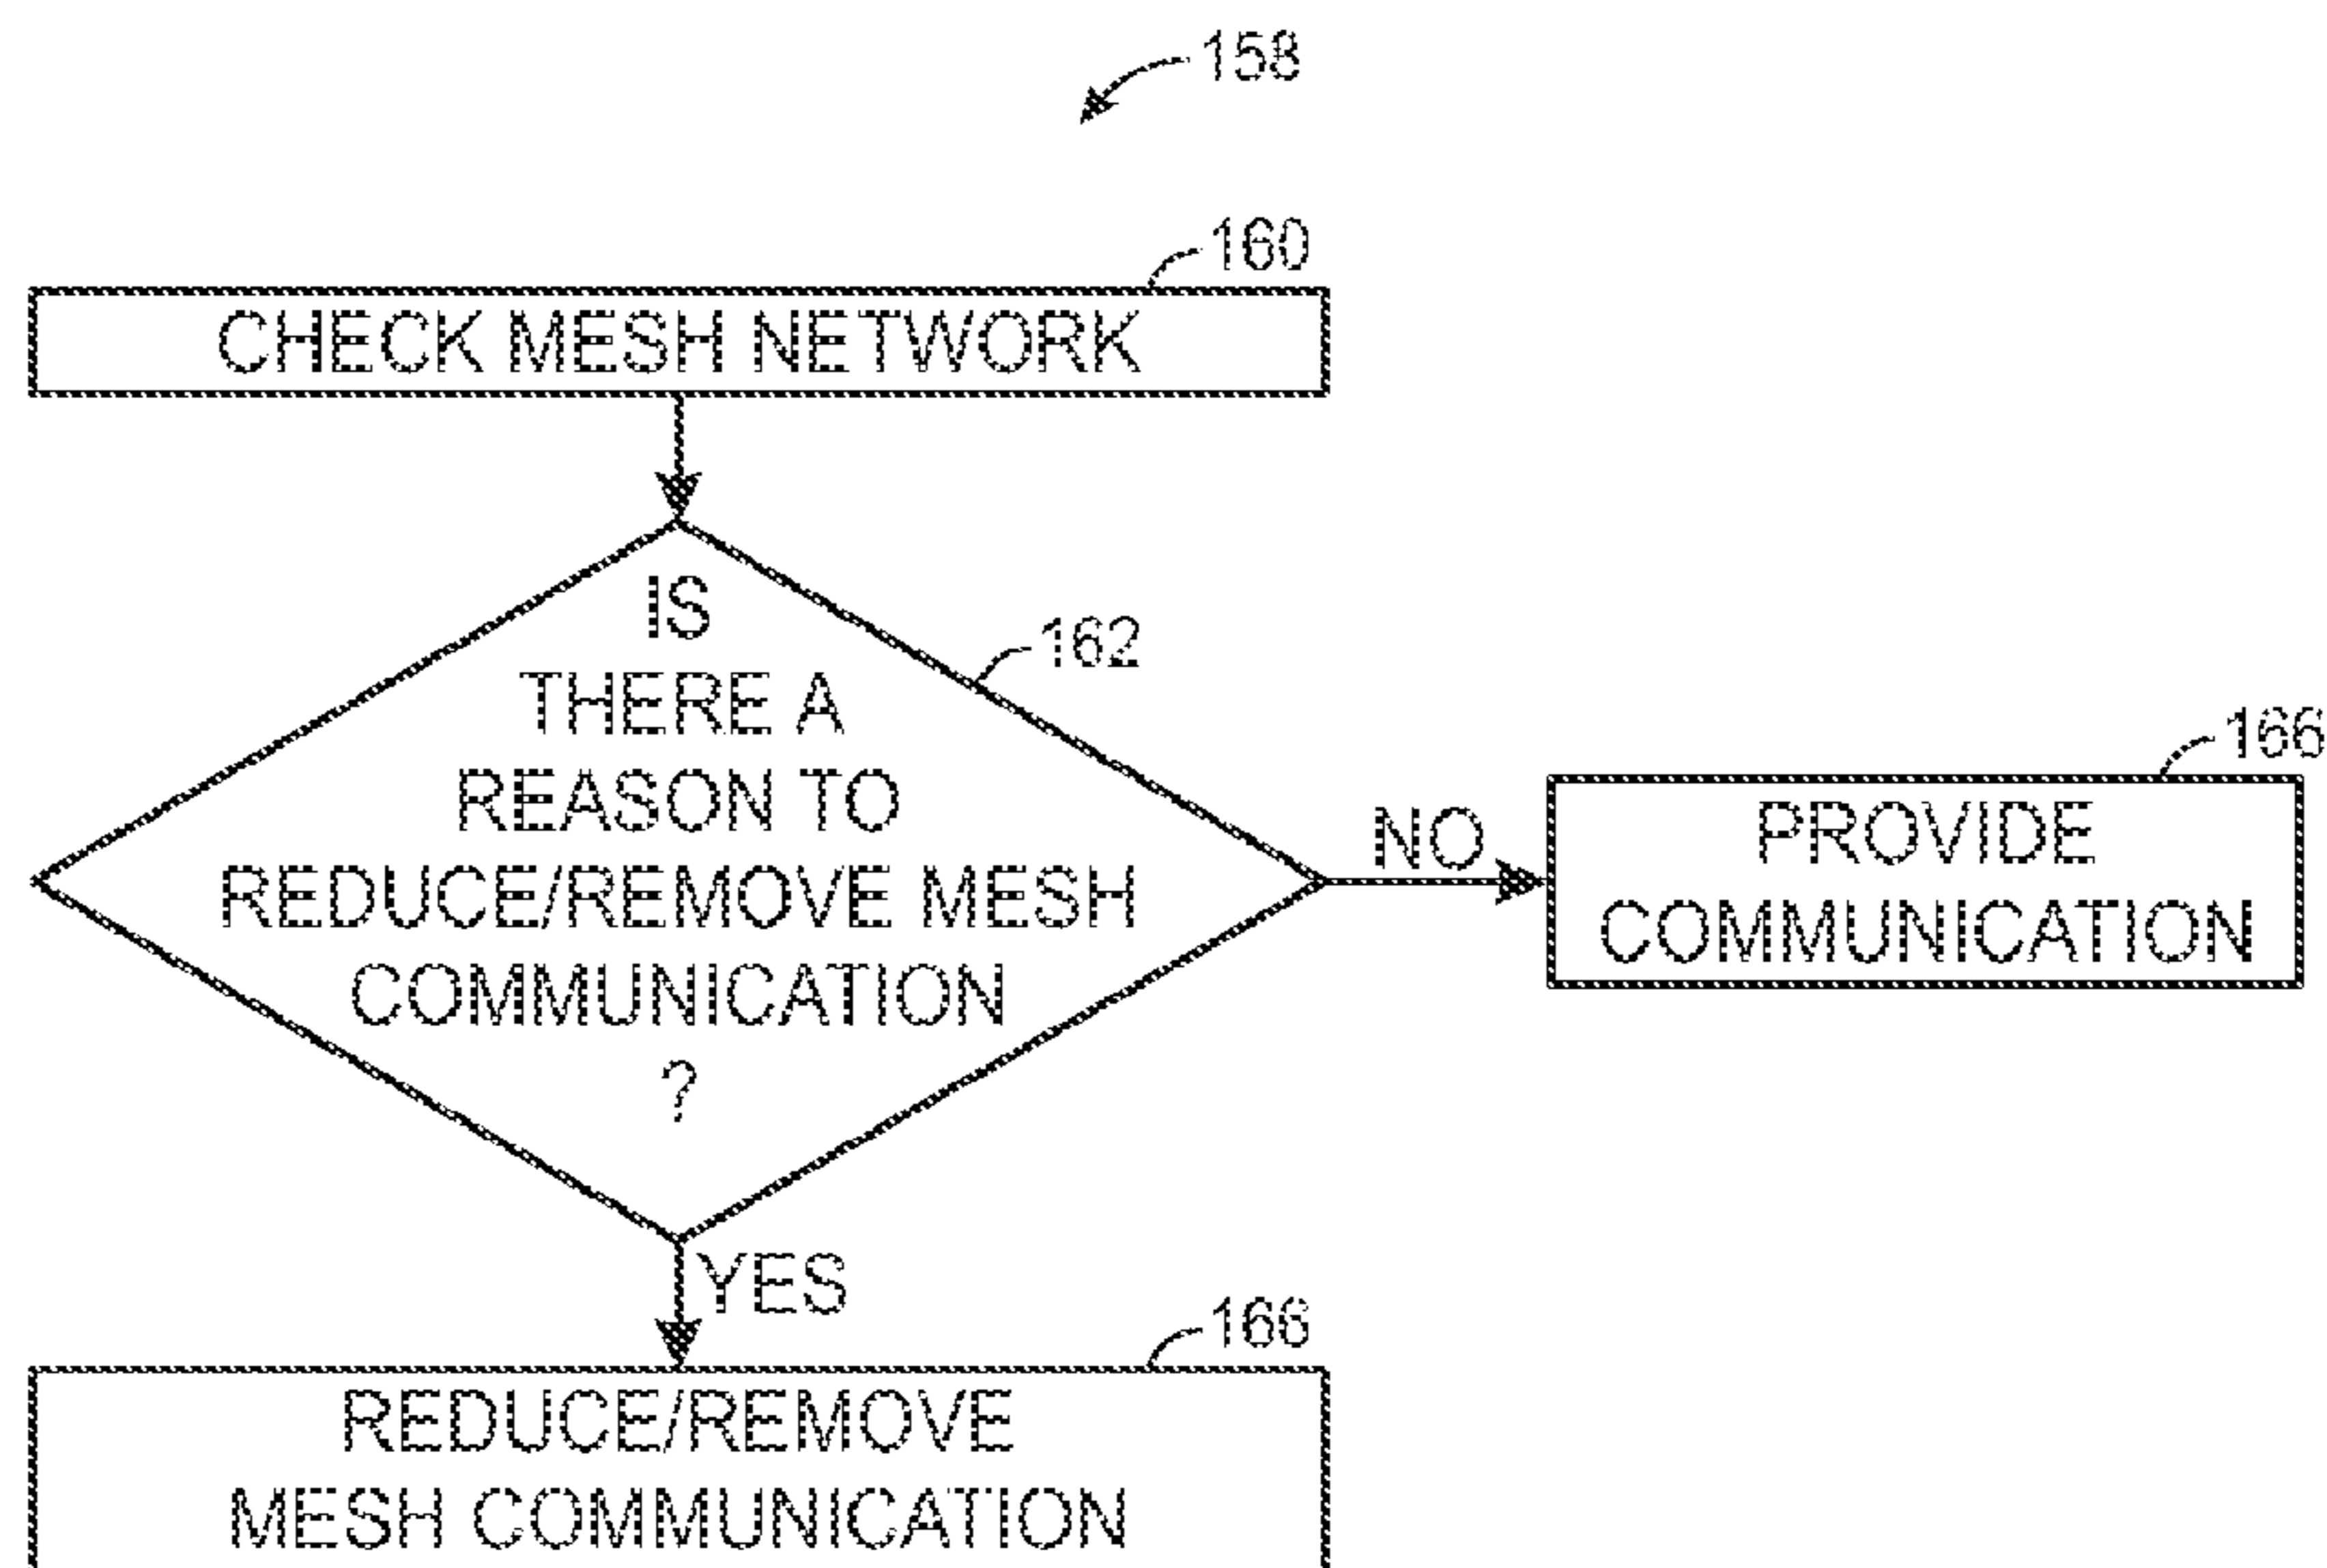 158
160
CHECK MESH NETWORK
IS
THERE A
REASON TO
REDUCE/REMOVE MESH
COMMUNICATION
?
162
NO
166
PROVIDE
COMMUNICATION
YES
166
REDUCE/REMOVE
MESH COMMUNICATION